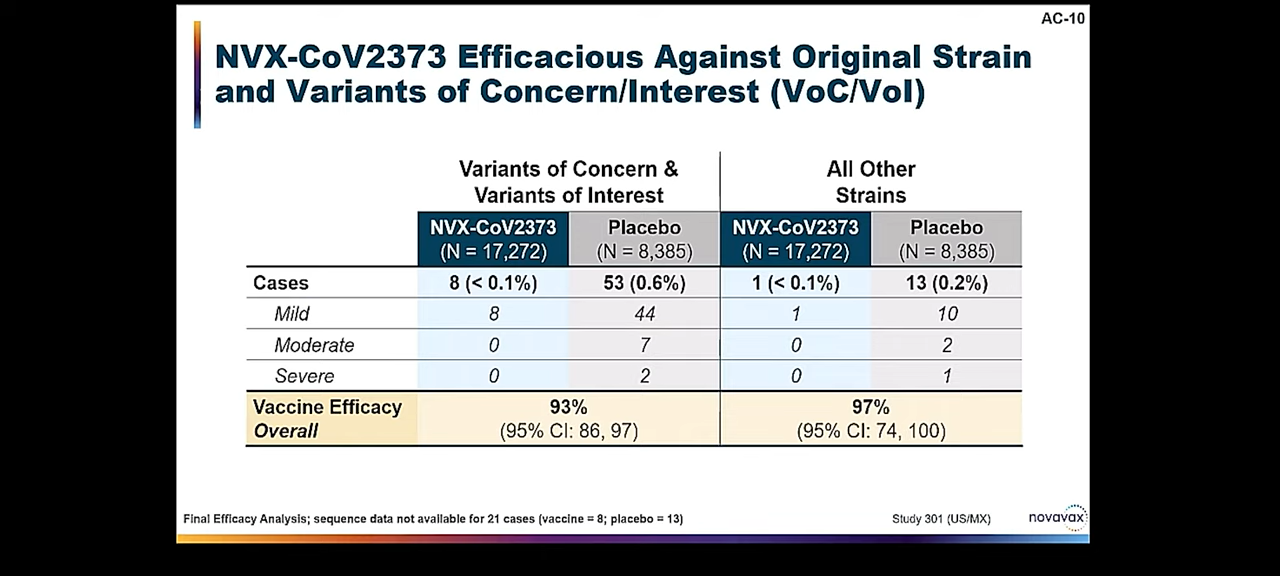 AC-10
NVX-CoV2373 Efficacious Against Original Strain
and Variants of Concern/Interest (VoC/VoI)
Variants of Concern & All Other
Variants of Interest Strains
NVX-CoV2373 Placebo NVX-CoV2373 Placebo
(N = 17,272) (N = 8,385) (N = 17,272) (N = 8,385)
Cases 8 (< 0.1%) 53 (0.6%) 1 (< 0.1%) 13 (0.2%)
Mild 8 44 1 10
Moderate 0 7 0 2
Severe 0 2 0 1
Vaccine Efficacy 93% 97%
Overall (95% CI: 86, 97) (95% CI: 74, 100)
Final Efficacy Analysis; sequence data not available for 21 cases (vaccine = 8; placebo = 13) Study 301 (US/MX) novavax